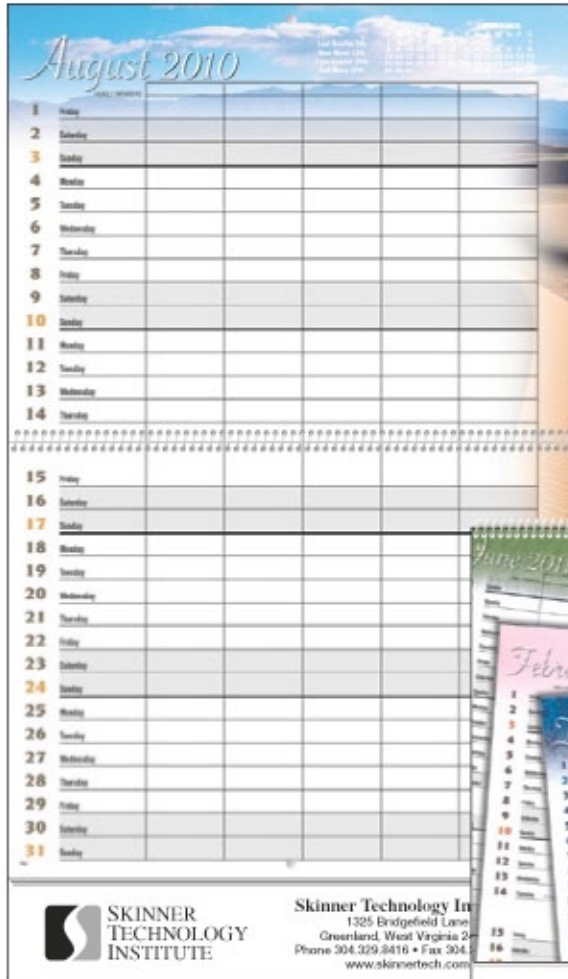 August 2010
FAMILY MEMBERS
1 Friday
2 Saturday
3 Sunday
4 Monday
5 Tuesday
6 Wednesday
7 Thursday
8 Friday
9 Saturday
10 Sunday
11 Monday
12 Tuesday
13 Wednesday
14 Thursday
15 Friday
16 Saturday
17 Sunday
18 Monday
19 Tuesday
20 Wednesday
21 Thursday
22 Friday
23 Saturday
24 Sunday
25 Monday
26 Tuesday
27 Wednesday
28 Thursday
29 Friday
30 Saturday
31 Sunday
SKINNER
TECHNOLOGY
INSTITUTE
Skinner Technology In
1325 Bridgefield Lane
Greenland, West Virginia 2
Phone 304.329.8416 • Fax 304.
www.skinnertech.com
June 201
Febr
1
2
3
4
5
6
7
8
9
10
11
12
13
14
15
16